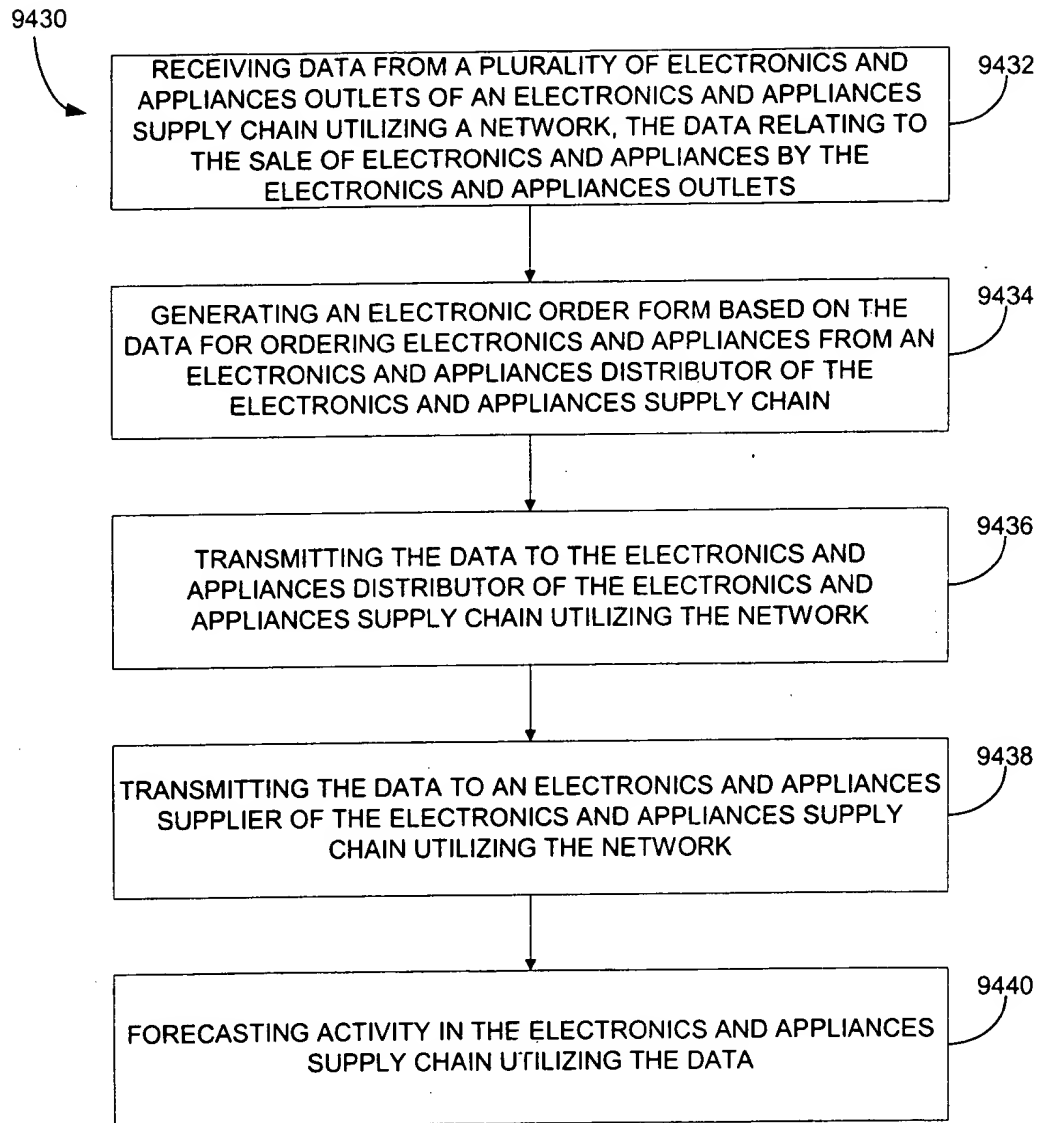 9430
RECEIVING DATA FROM A PLURALITY OF ELECTRONICS AND
APPLIANCES OUTLETS OF AN ELECTRONICS AND APPLIANCES
SUPPLY CHAIN UTILIZING A NETWORK, THE DATA RELATING TO
THE SALE OF ELECTRONICS AND APPLIANCES BY THE
ELECTRONICS AND APPLIANCES OUTLETS
9432
GENERATING AN ELECTRONIC ORDER FORM BASED ON THE
DATA FOR ORDERING ELECTRONICS AND APPLIANCES FROM AN
ELECTRONICS AND APPLIANCES DISTRIBUTOR OF THE
ELECTRONICS AND APPLIANCES SUPPLY CHAIN
9434
TRANSMITTING THE DATA TO THE ELECTRONICS AND
APPLIANCES DISTRIBUTOR OF THE ELECTRONICS AND
APPLIANCES SUPPLY CHAIN UTILIZING THE NETWORK
9436
TRANSMITTING THE DATA TO AN ELECTRONICS AND APPLIANCES
SUPPLIER OF THE ELECTRONICS AND APPLIANCES SUPPLY
CHAIN UTILIZING THE NETWORK
9438
FORECASTING ACTIVITY IN THE ELECTRONICS AND APPLIANCES
SUPPLY CHAIN UTILIZING THE DATA
9440